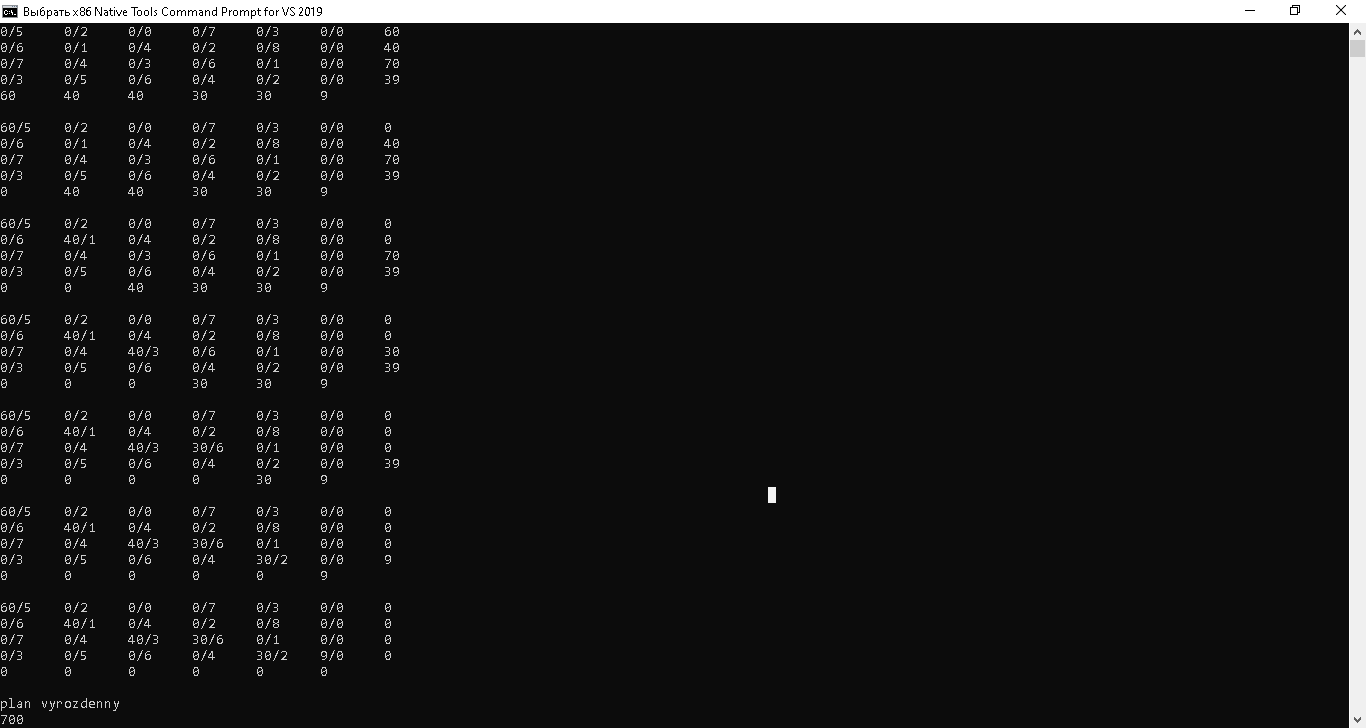 Выбрать x86 Native Tools Command Prompt for VS 2019
0/5 0/2 0/0 0/7 0/3 0/0 60
0/6 0/1 0/4 0/2 0/8 0/0 40
0/7 0/4 0/3 0/6 0/1 0/0 70
0/3 0/5 0/6 0/4 0/2 0/0 39
60 40 40 30 30 9
60/5 0/2 0/0 0/7 0/3 0/0 0
0/6 0/1 0/4 0/2 0/8 0/0 40
0/7 0/4 0/3 0/6 0/1 0/0 70
0/3 0/5 0/6 0/4 0/2 0/0 39
0 40 40 30 30 9
60/5 0/2 0/0 0/7 0/3 0/0 0
0/6 40/1 0/4 0/2 0/8 0/0 0
0/7 0/4 0/3 0/6 0/1 0/0 70
0/3 0/5 0/6 0/4 0/2 0/0 39
0 0 40 30 30 9
60/5 0/2 0/0 0/7 0/3 0/0 0
0/6 40/1 0/4 0/2 0/8 0/0 0
0/7 0/4 40/3 0/6 0/1 0/0 30
0/3 0/5 0/6 0/4 0/2 0/0 39
0 0 0 30 30 9
60/5 0/2 0/0 0/7 0/3 0/0 0
0/6 40/1 0/4 0/2 0/8 0/0 0
0/7 0/4 40/3 30/6 0/1 0/0 0
0/3 0/5 0/6 0/4 0/2 0/0 39
0 0 0 0 30 9
60/5 0/2 0/0 0/7 0/3 0/0 0
0/6 40/1 0/4 0/2 0/8 0/0 0
0/7 0/4 40/3 30/6 0/1 0/0 0
0/3 0/5 0/6 0/4 30/2 0/0 9
0 0 0 0 0 9
60/5 0/2 0/0 0/7 0/3 0/0 0
0/6 40/1 0/4 0/2 0/8 0/0 0
0/7 0/4 40/3 30/6 0/1 0/0 0
0/3 0/5 0/6 0/4 30/2 9/0 0
0 0 0 0 0 0
plan vyrozdenny
700